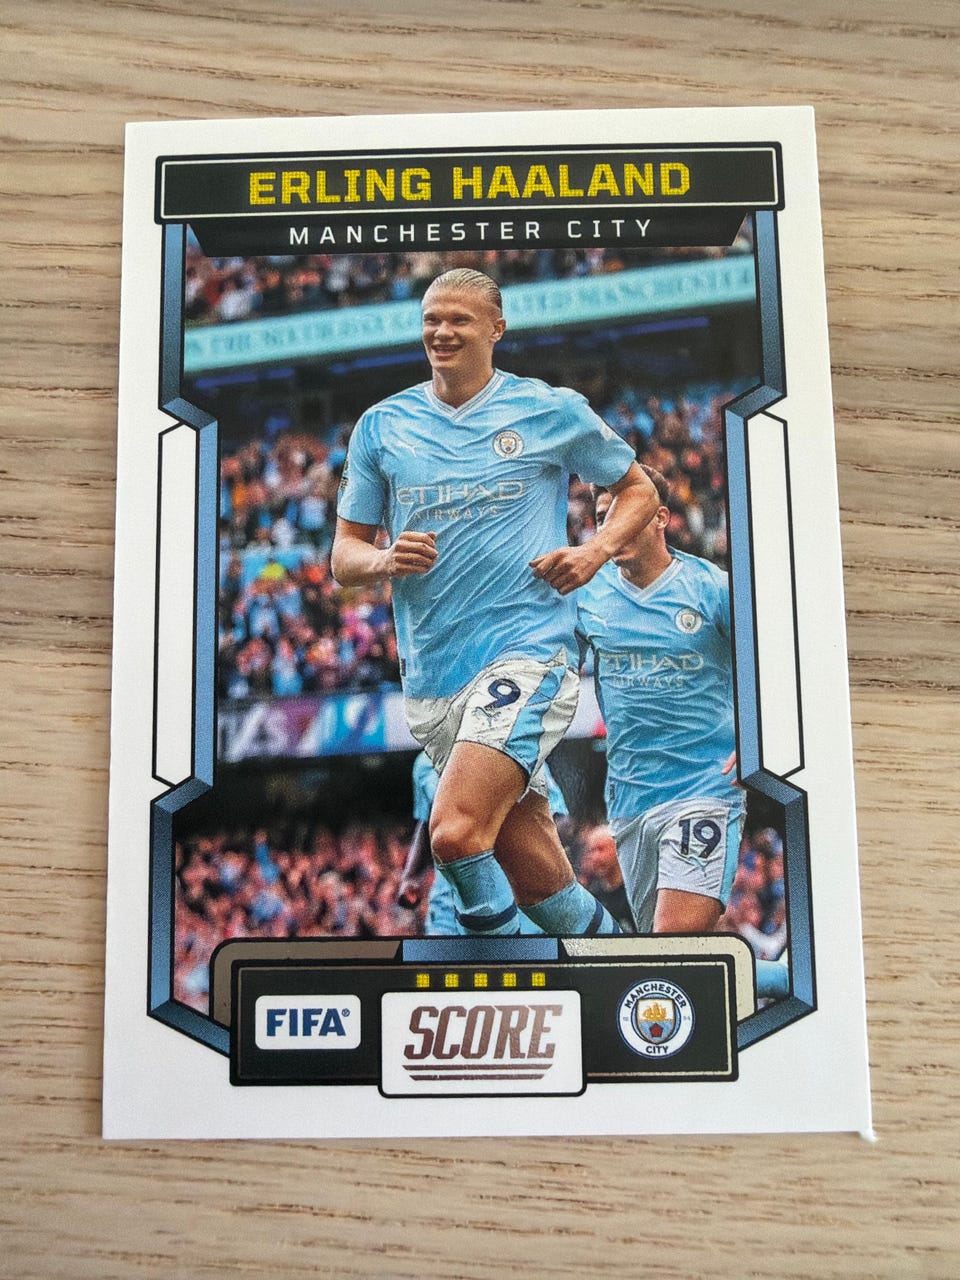 ERLING HAALAND
MANCHESTER CITY
ETIHAD
AIRWAYS
9
ETIHAD
AIRWAYS
19
FIFA®
SCORE
MANCHESTER
CITY